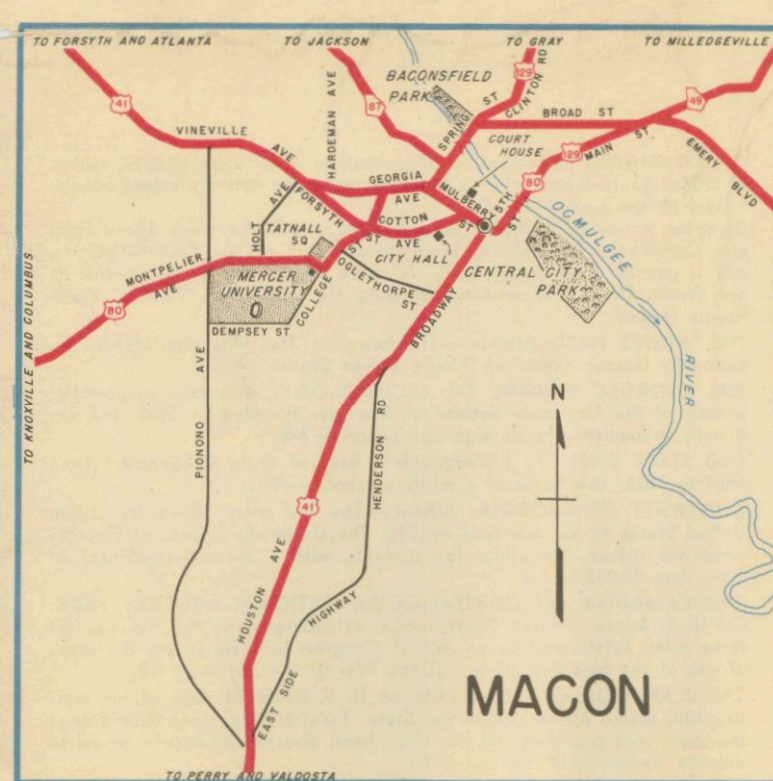 TO FORSYTH AND ATLANTA
TO JACKSON
TO GRAY
TO MILLEDGEVILLE
41
87
129
49
BACONSFIELD
PARK
CLINTON RD
SPRING ST
BROAD ST
VINEVILLE AVE
HARDEMAN AVE
COURT
HOUSE
129
MAIN ST
EMERY BLVD
80
GEORGIA
AVE
MULBERRY ST
5TH ST
FORSYTH ST
HOLT AVE
TATNALL
SQ
COTTON
AVE
CITY HALL
OCMULGEE RIVER
MONTPELIER
AVE
80
MERCER
UNIVERSITY
COLLEGE ST
OGLETHORPE
ST
CENTRAL CITY
PARK
DEMPSEY ST
BROADWAY
TO KNOXVILLE AND COLUMBUS
PIONONO AVE
HENDERSON RD
N
41
HOUSTON AVE
EAST SIDE HIGHWAY
MACON
TO PERRY AND VALDOSTA